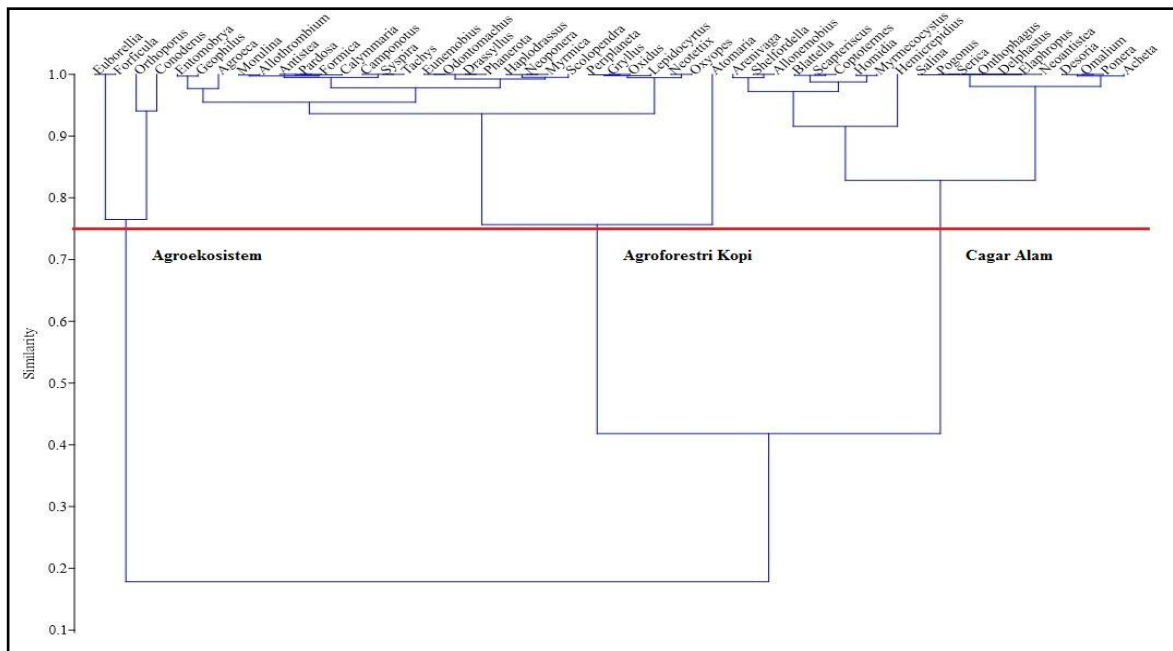 Euborellia
Forficula
Orthoporus
Conoderus
Entomobrya
Geophilus
Agroeca
Morulina
Allothrombium
Antistea
Pardosa
Formica
Calymmaria
Camponotus
Syspira
Tachys
Eunemobius
Odontomachus
Drassyllus
Phanerota
Haplodrassus
Neoponera
Myrmica
Scolopendra
Periplaneta
Gryllus
Oxidus
Lepidocyrtus
Neotettix
Oxyopes
Atomaria
Arenivaga
Shelfordella
Allonemobius
Blatella
Scapteriscus
Coptotermes
Homidia
Myrmecocystus
Hemicrepidius
Salina
Pogonus
Serica
Onthophagus
Delphastus
Elaphropus
Neoantistea
Desoria
Omalium
Ponera
Acheta
1.0
0.9
0.8
0.7
0.6
0.5
0.4
0.3
0.2
0.1
Similarity
Agroekosistem
Agroforestri Kopi
Cagar Alam